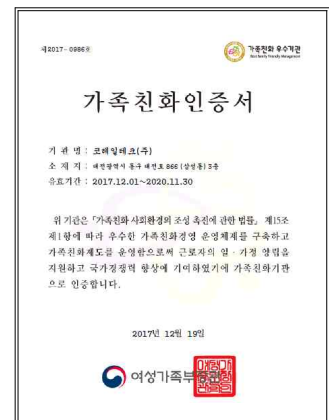 제2017 - 0986호
가족친화 우수기관
Best Family Friendly Management
가족친화인증서
기 관 명 : 코레일테크(주)
소 재 지 : 대전광역시 동구 대전로 866 (삼성동) 3층
유효기간 : 2017.12.01~2020.11.30
위 기관은 「가족친화 사회환경의 조성 촉진에 관한 법률」 제15조
제1항에 따라 우수한 가족친화경영 운영체제를 구축하고
가족친화제도를 운영함으로써 근로자의 일·가정 양립을
지원하고 국가경쟁력 향상에 기여하였기에 가족친화기관
으로 인증합니다.
2017년 12월 19일
여성가족부장관